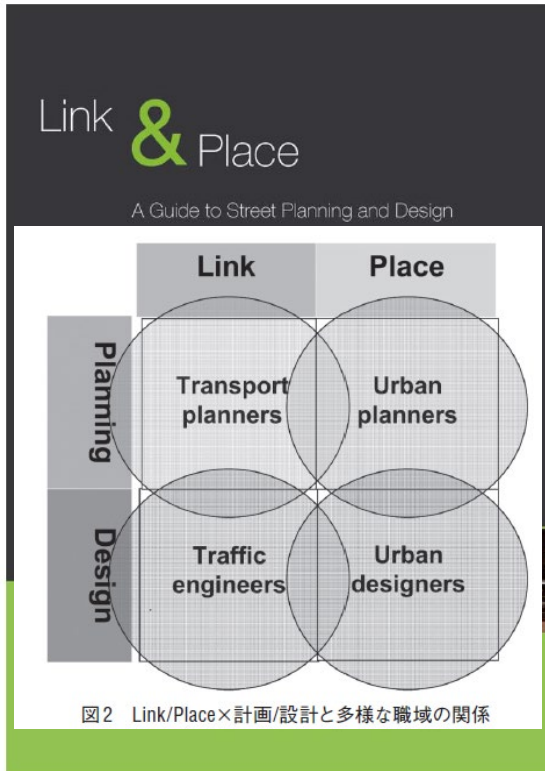 Link
&
Place
A Guide to Street Planning and Design
Link
Place
Planning
Transport
planners
Urban
planners
Design
Traffic
engineers
Urban
designers
図2 Link/Place×計画/設計と多様な職域の関係